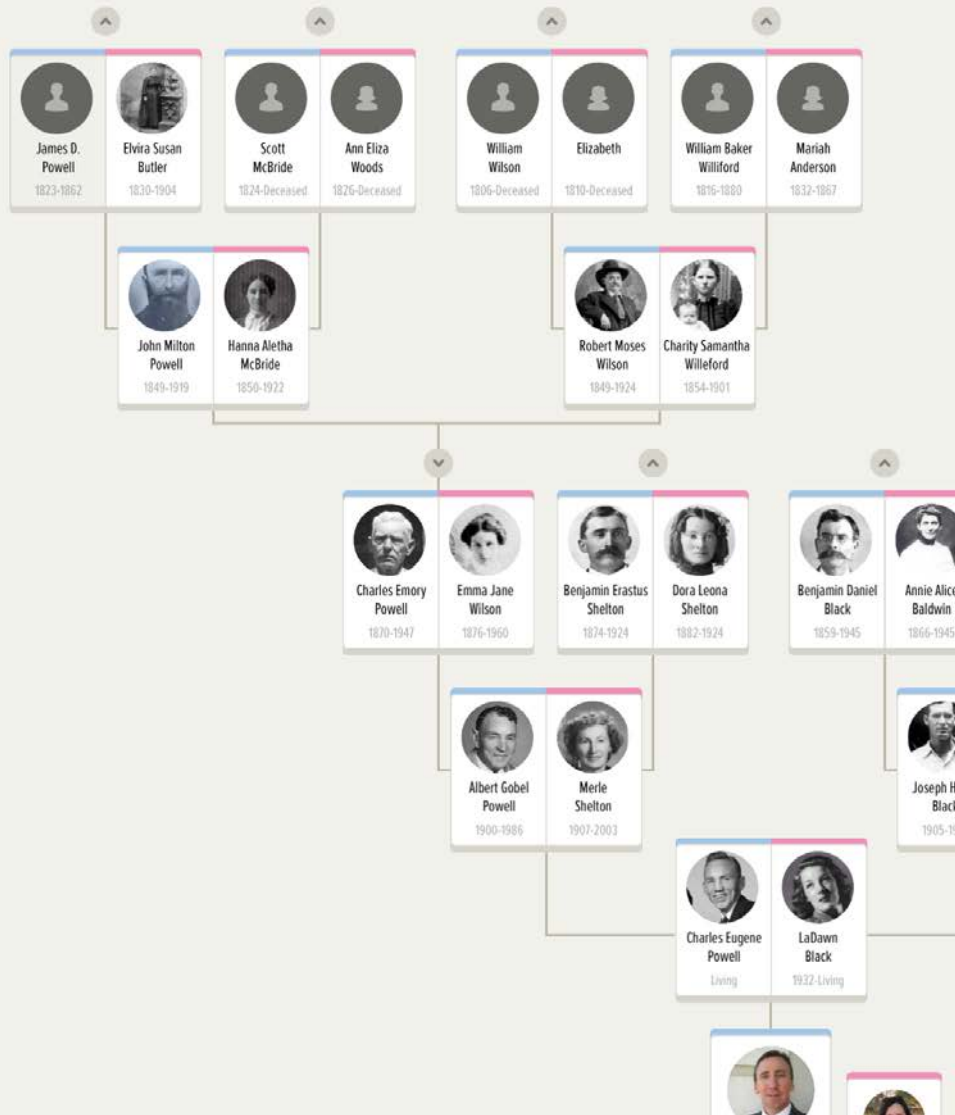 James D.
Powell
1823-1862
Elvira Susan
Butler
1830-1904
Scott
McBride
1824-Deceased
Ann Eliza
Woods
1826-Deceased
William
Wilson
1806-Deceased
Elizabeth
1810-Deceased
William Baker
Williford
1816-1880
Mariah
Anderson
1832-1867
John Milton
Powell
1849-1919
Hanna Aletha
McBride
1850-1922
Robert Moses
Wilson
1849-1924
Charity Samantha
Willeford
1854-1901
Charles Emory
Powell
1870-1947
Emma Jane
Wilson
1876-1960
Benjamin Erastus
Shelton
1874-1924
Dora Leona
Shelton
1882-1924
Benjamin Daniel
Black
1859-1945
Annie Alice
Baldwin
1866-1945
Albert Gobel
Powell
1900-1986
Merle
Shelton
1907-2003
Joseph H
Black
1905-19
Charles Eugene
Powell
Living
LaDawn
Black
1932-Living